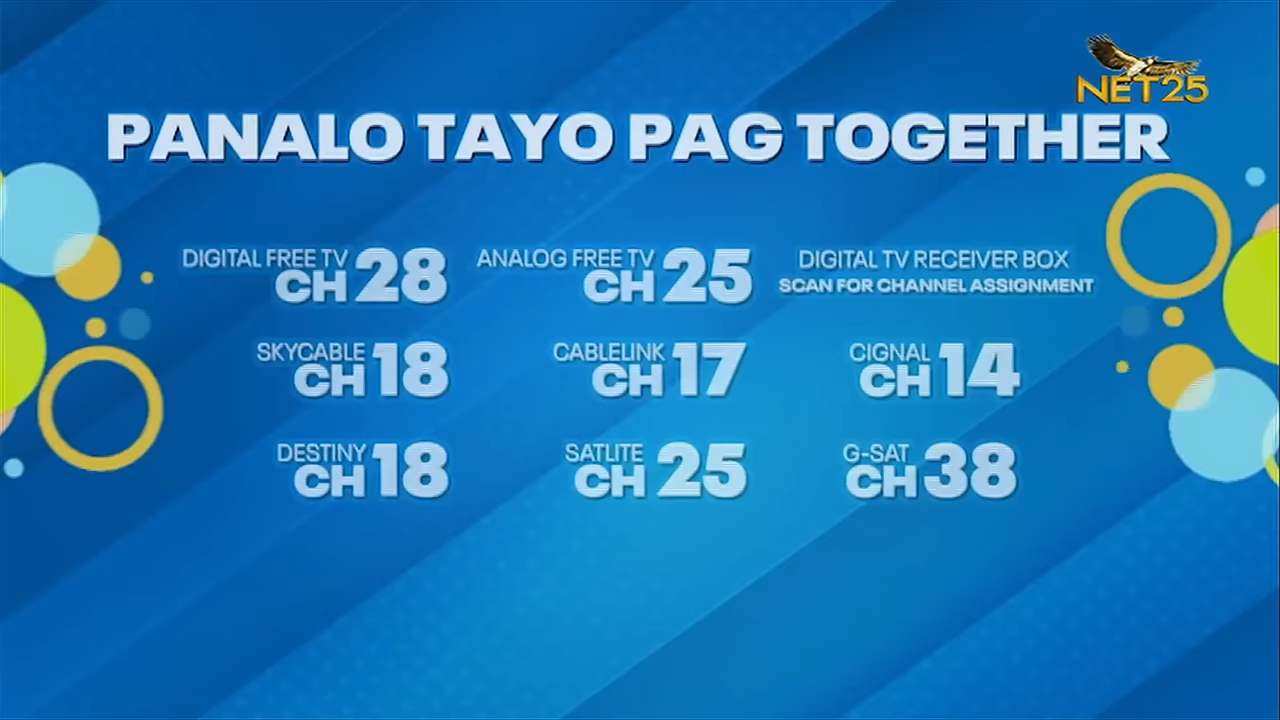 NET25
PANALO TAYO PAG TOGETHER
DIGITAL FREE TV CH 28
ANALOG FREE TV CH 25
DIGITAL TV RECEIVER BOX
SCAN FOR CHANNEL ASSIGNMENT
SKYCABLE CH 18
CABLELINK CH 17
CIGNAL CH 14
DESTINY CH 18
SATLITE CH 25
G-SAT CH 38